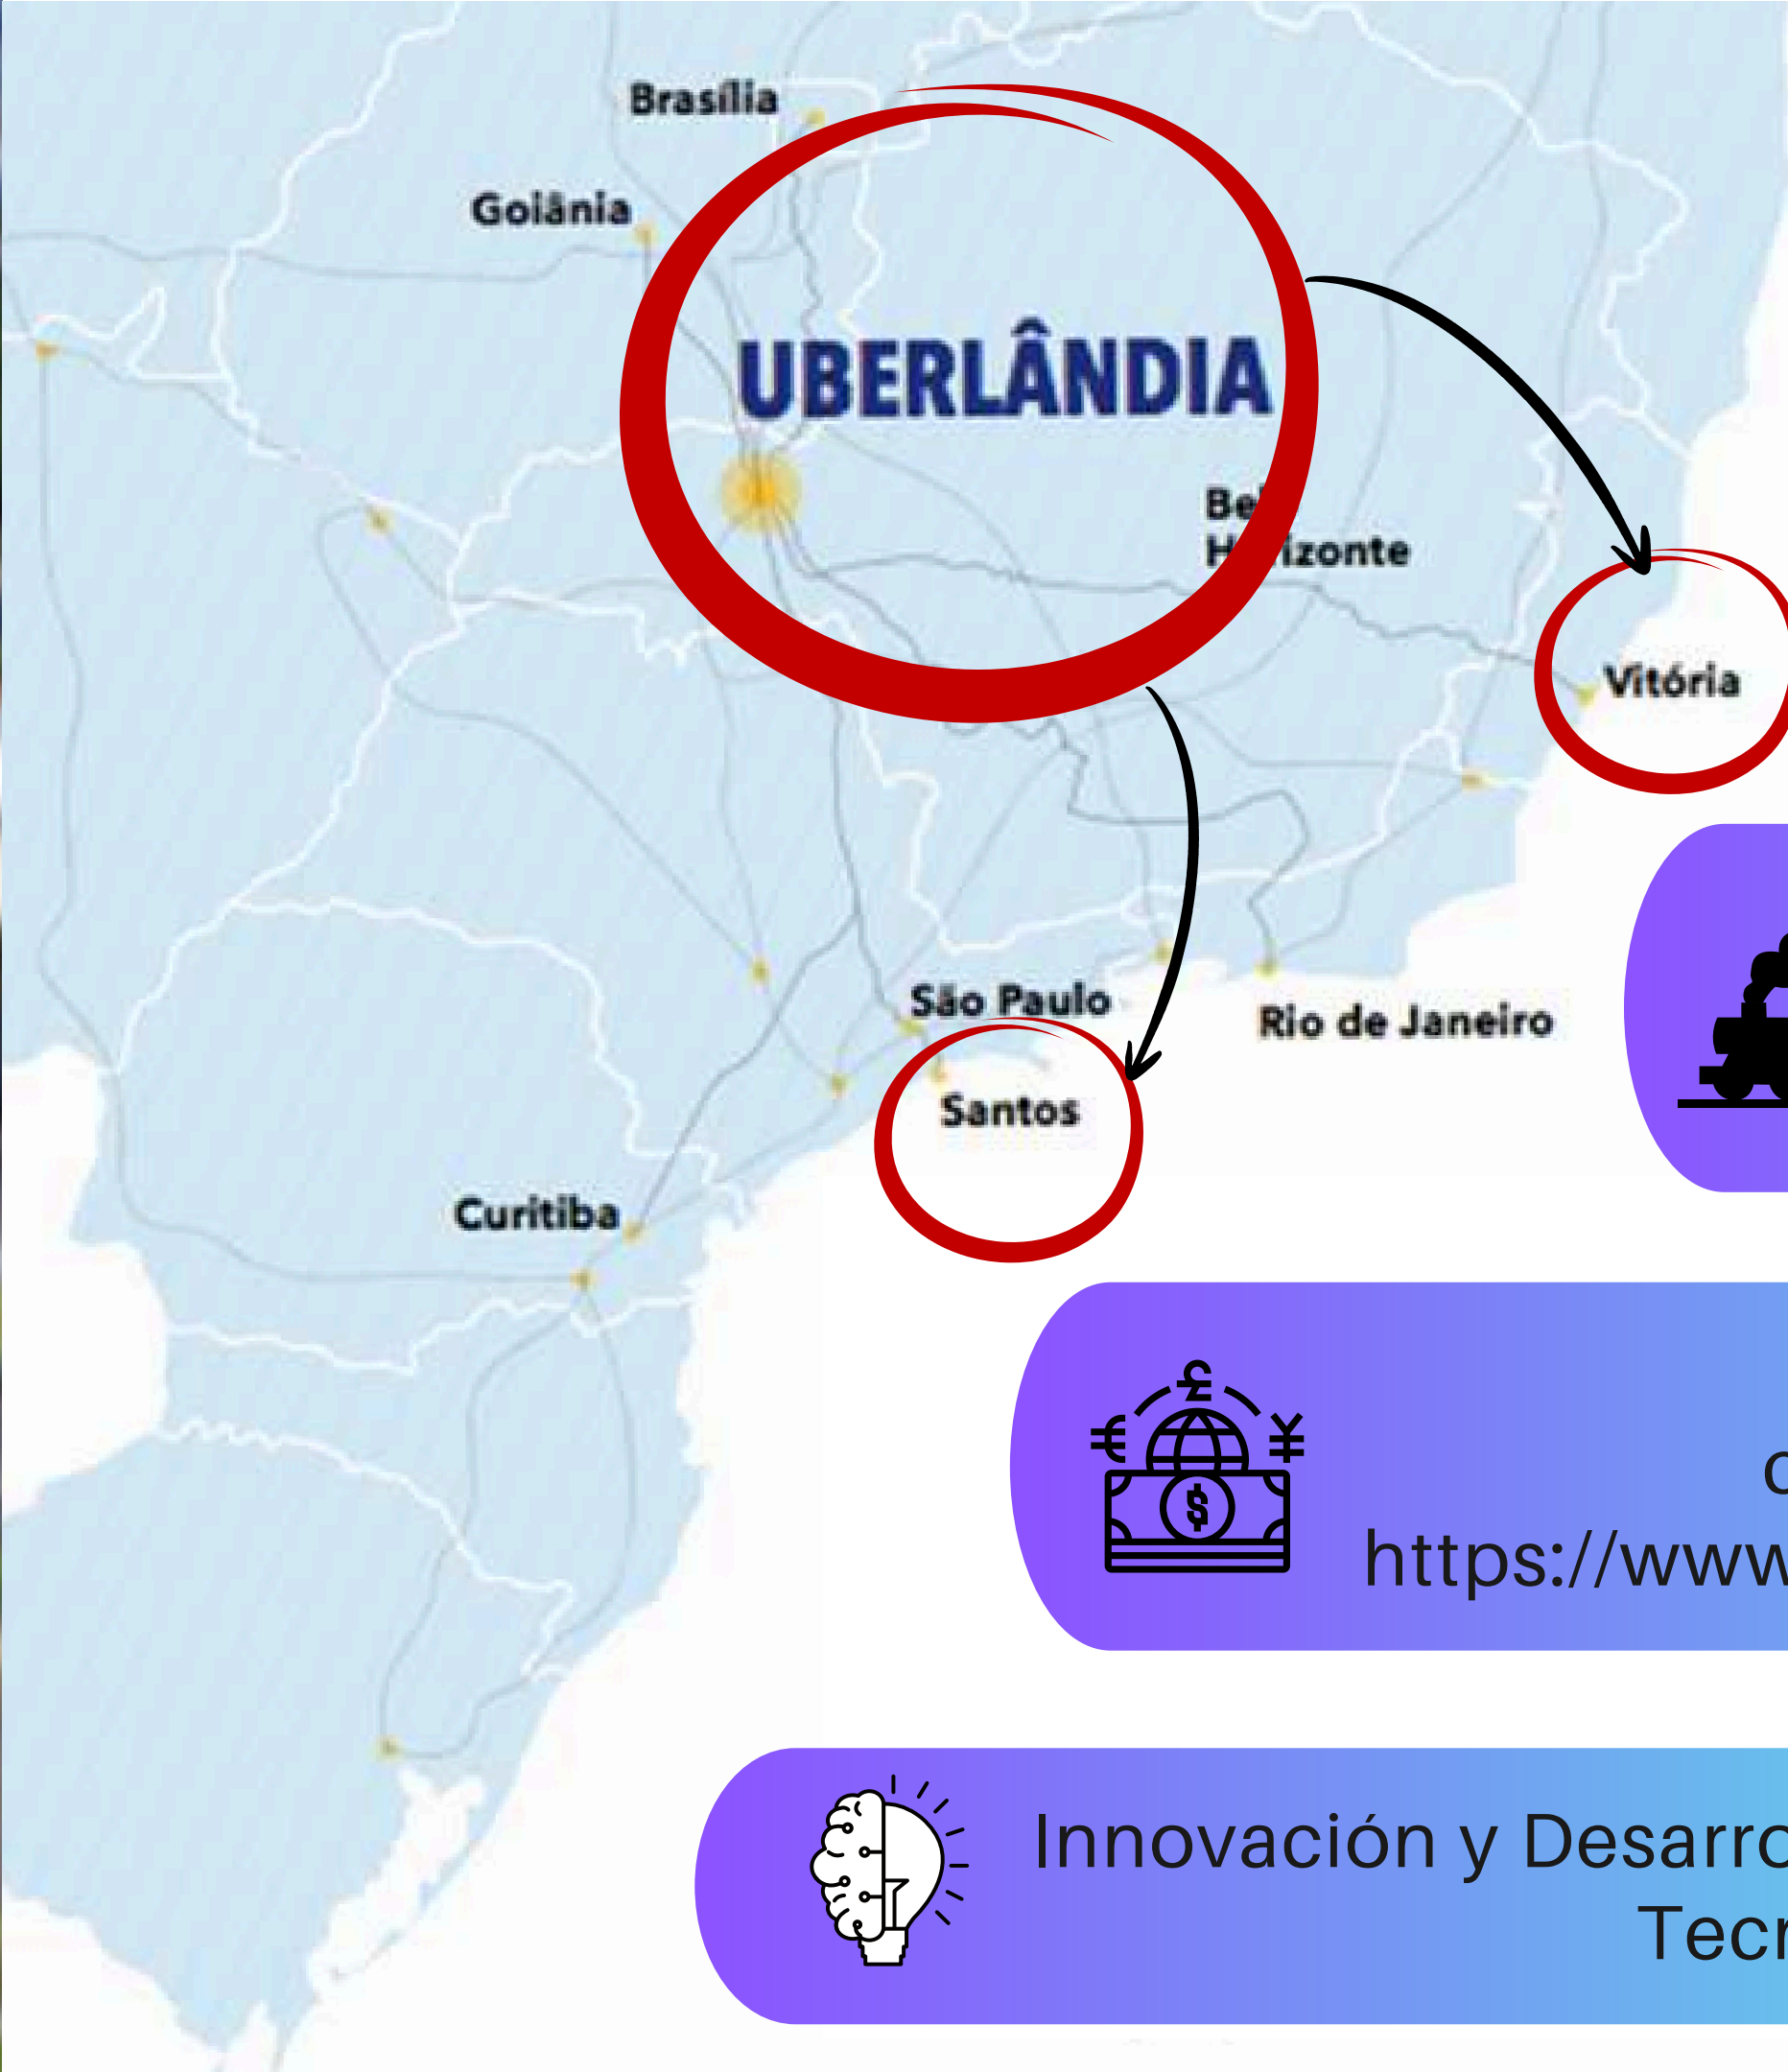 Brasília
Goiânia
UBERLÂNDIA
Vitória
São Paulo
Rio de Janeiro
Santos
Curitiba
https://www
Innovación y Desarro